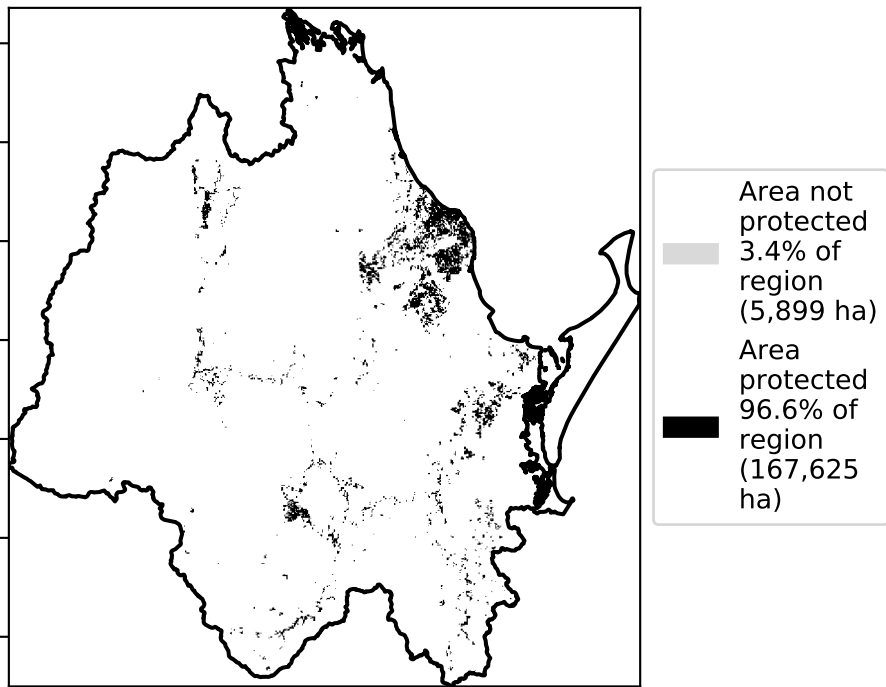 Area not
protected
3.4% of
region
(5,899 ha)
Area
protected
96.6% of
region
(167,625
ha)